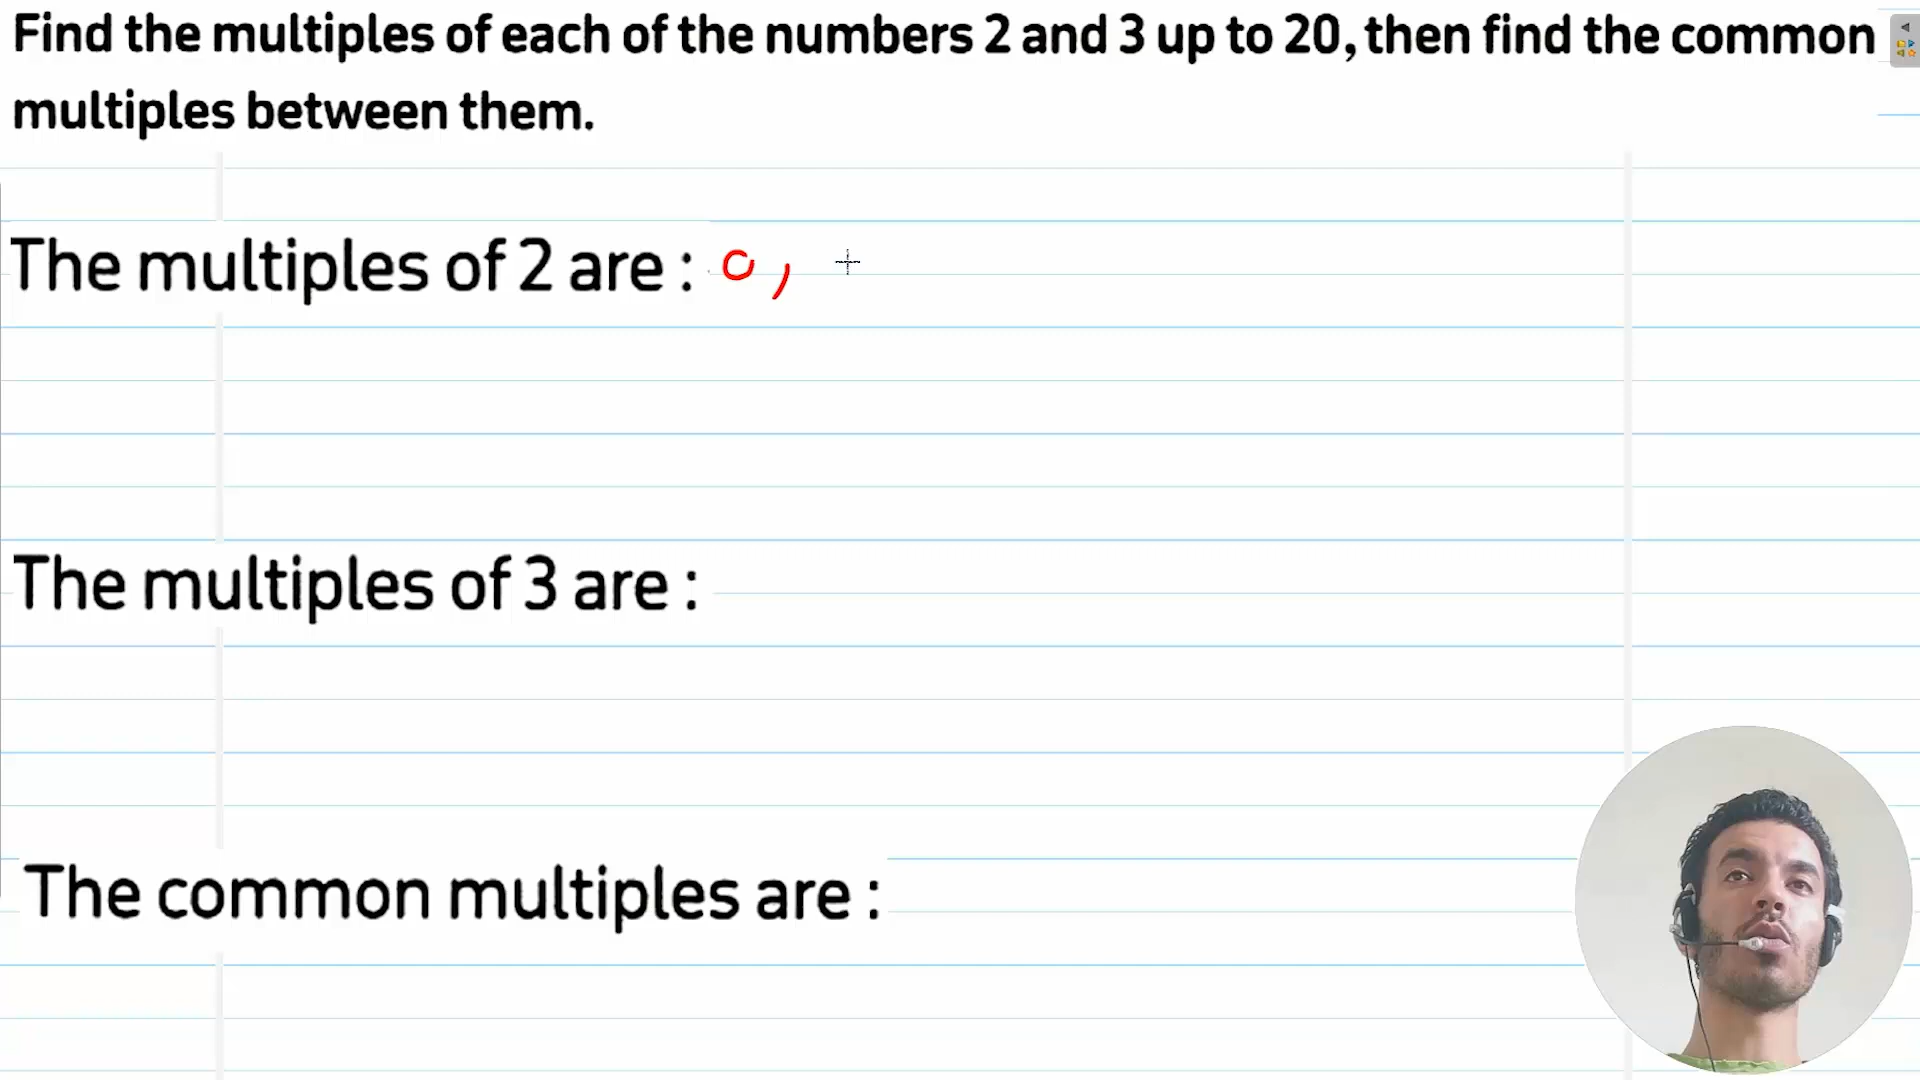 Find the multiples of each of the numbers 2 and 3 up to 20, then find the common
multiples between them.
The multiples of 2 are : 0 ,
The multiples of 3 are :
The common multiples are :